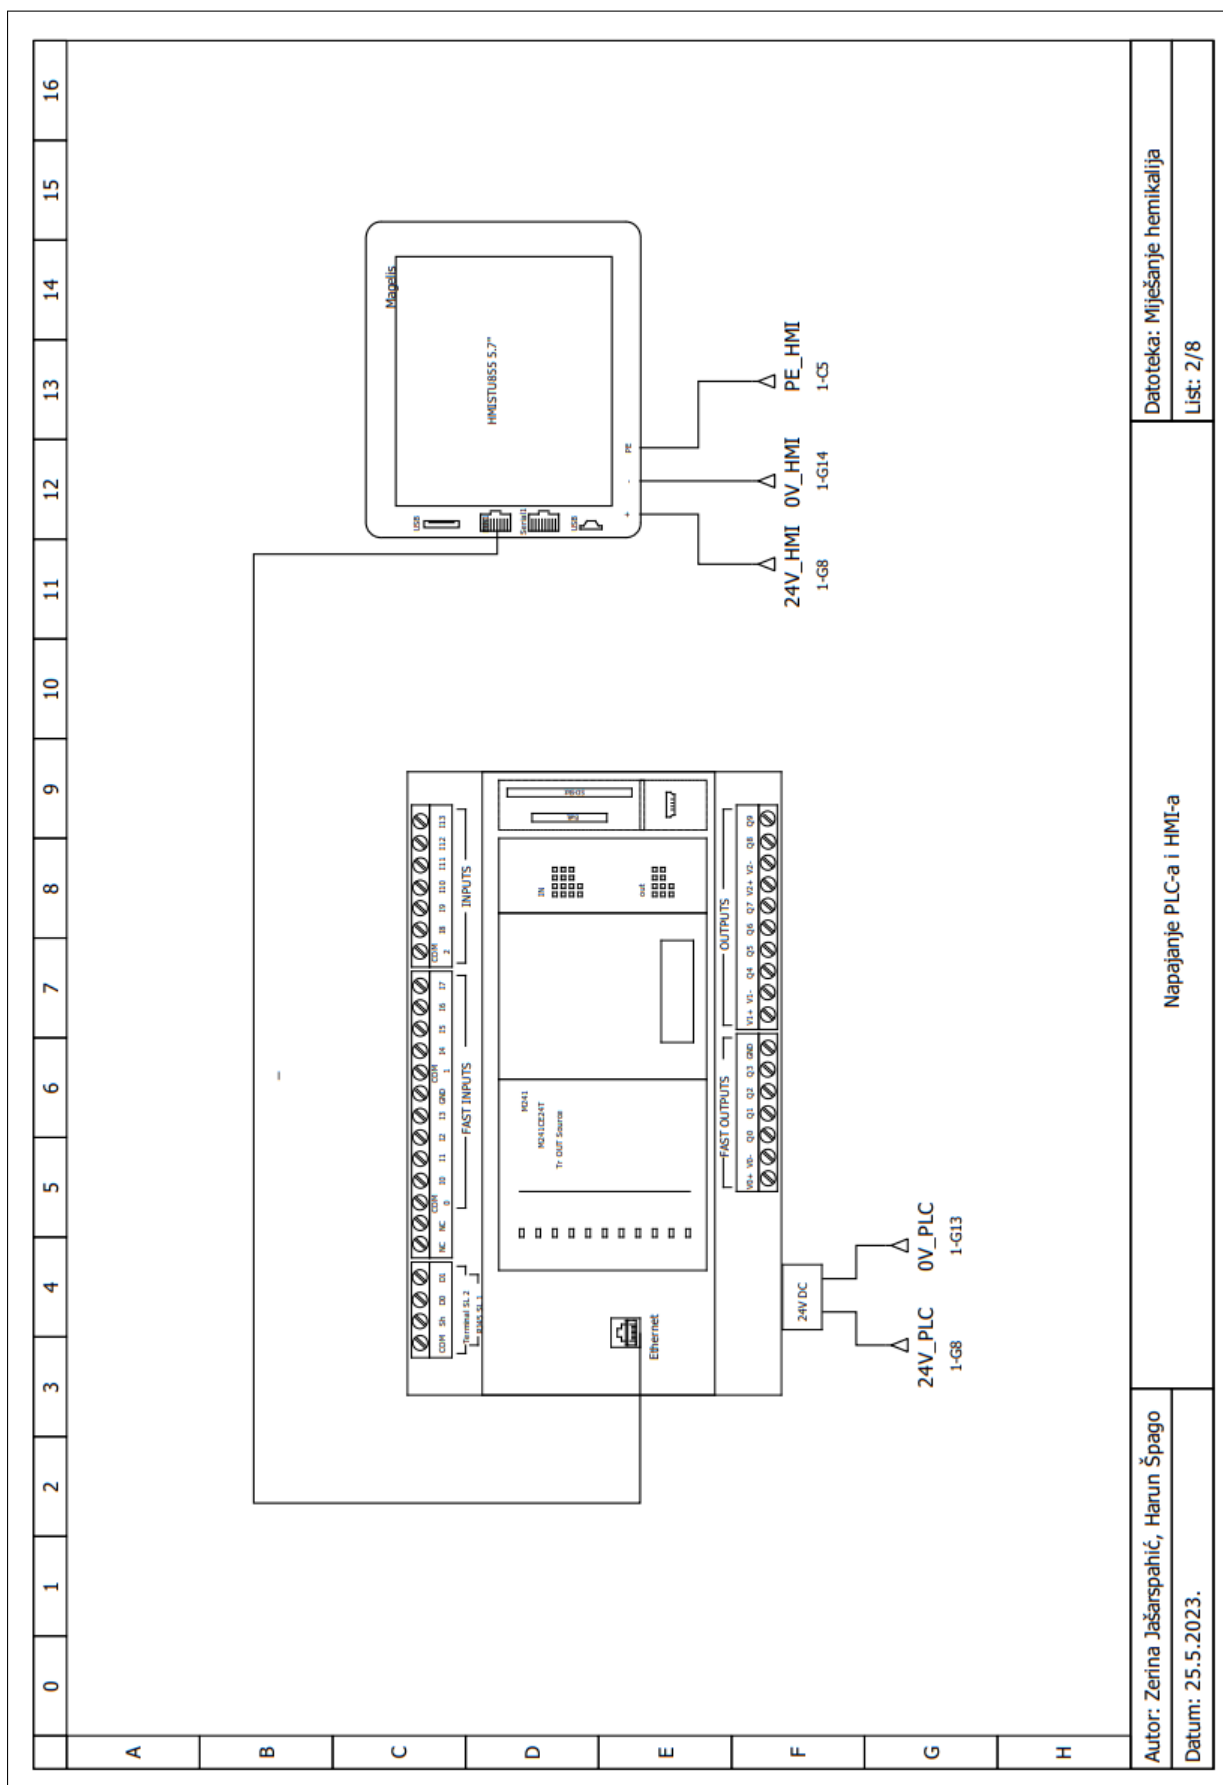 0 1 2 3 4 5 6 7 8 9 10 11 12 13 14 15 16
A
B
C
D
E
F
G
H
COM Sh D0 D1
NC NC COM 0 I0 I1 I2 I3 GND COM 1 I4 I5 I6 I7
COM 2 I8 I9 I10 I11 I12 I13
Terminal SL 2
RJ45 SL 1
FAST INPUTS
INPUTS
M241
M241CE24T
Tr OUT Source
IN
out
Ethernet
FAST OUTPUTS
OUTPUTS
V0+ V0- Q0 Q1 Q2 Q3 GND
V1+ V1- Q4 Q5 Q6 Q7 V2+ V2- Q8 Q9
24V DC
24V_PLC
1-G8
0V_PLC
1-G13
Magelis
HMISTU855 5.7"
USB
Serial1
USB
+ - PE
24V_HMI
1-G8
0V_HMI
1-G14
PE_HMI
1-C5
Autor: Zerina Jašarspahić, Harun Špago
Datum: 25.5.2023.
Napajanje PLC-a i HMI-a
Datoteka: Miješanje hemikalija
List: 2/8